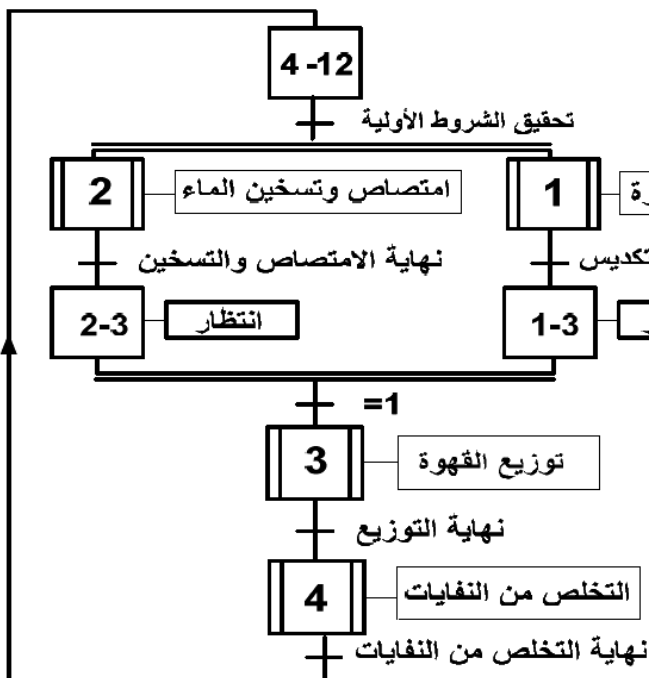 4 -12
تحقيق الشروط الأولية
1
2
امتصاص وتسخين الماء
نهاية الامتصاص والتسخين
1-3
2-3
انتظار
=1
3
توزيع القهوة
نهاية التوزيع
4
التخلص من النفايات
نهاية التخلص من النفايات